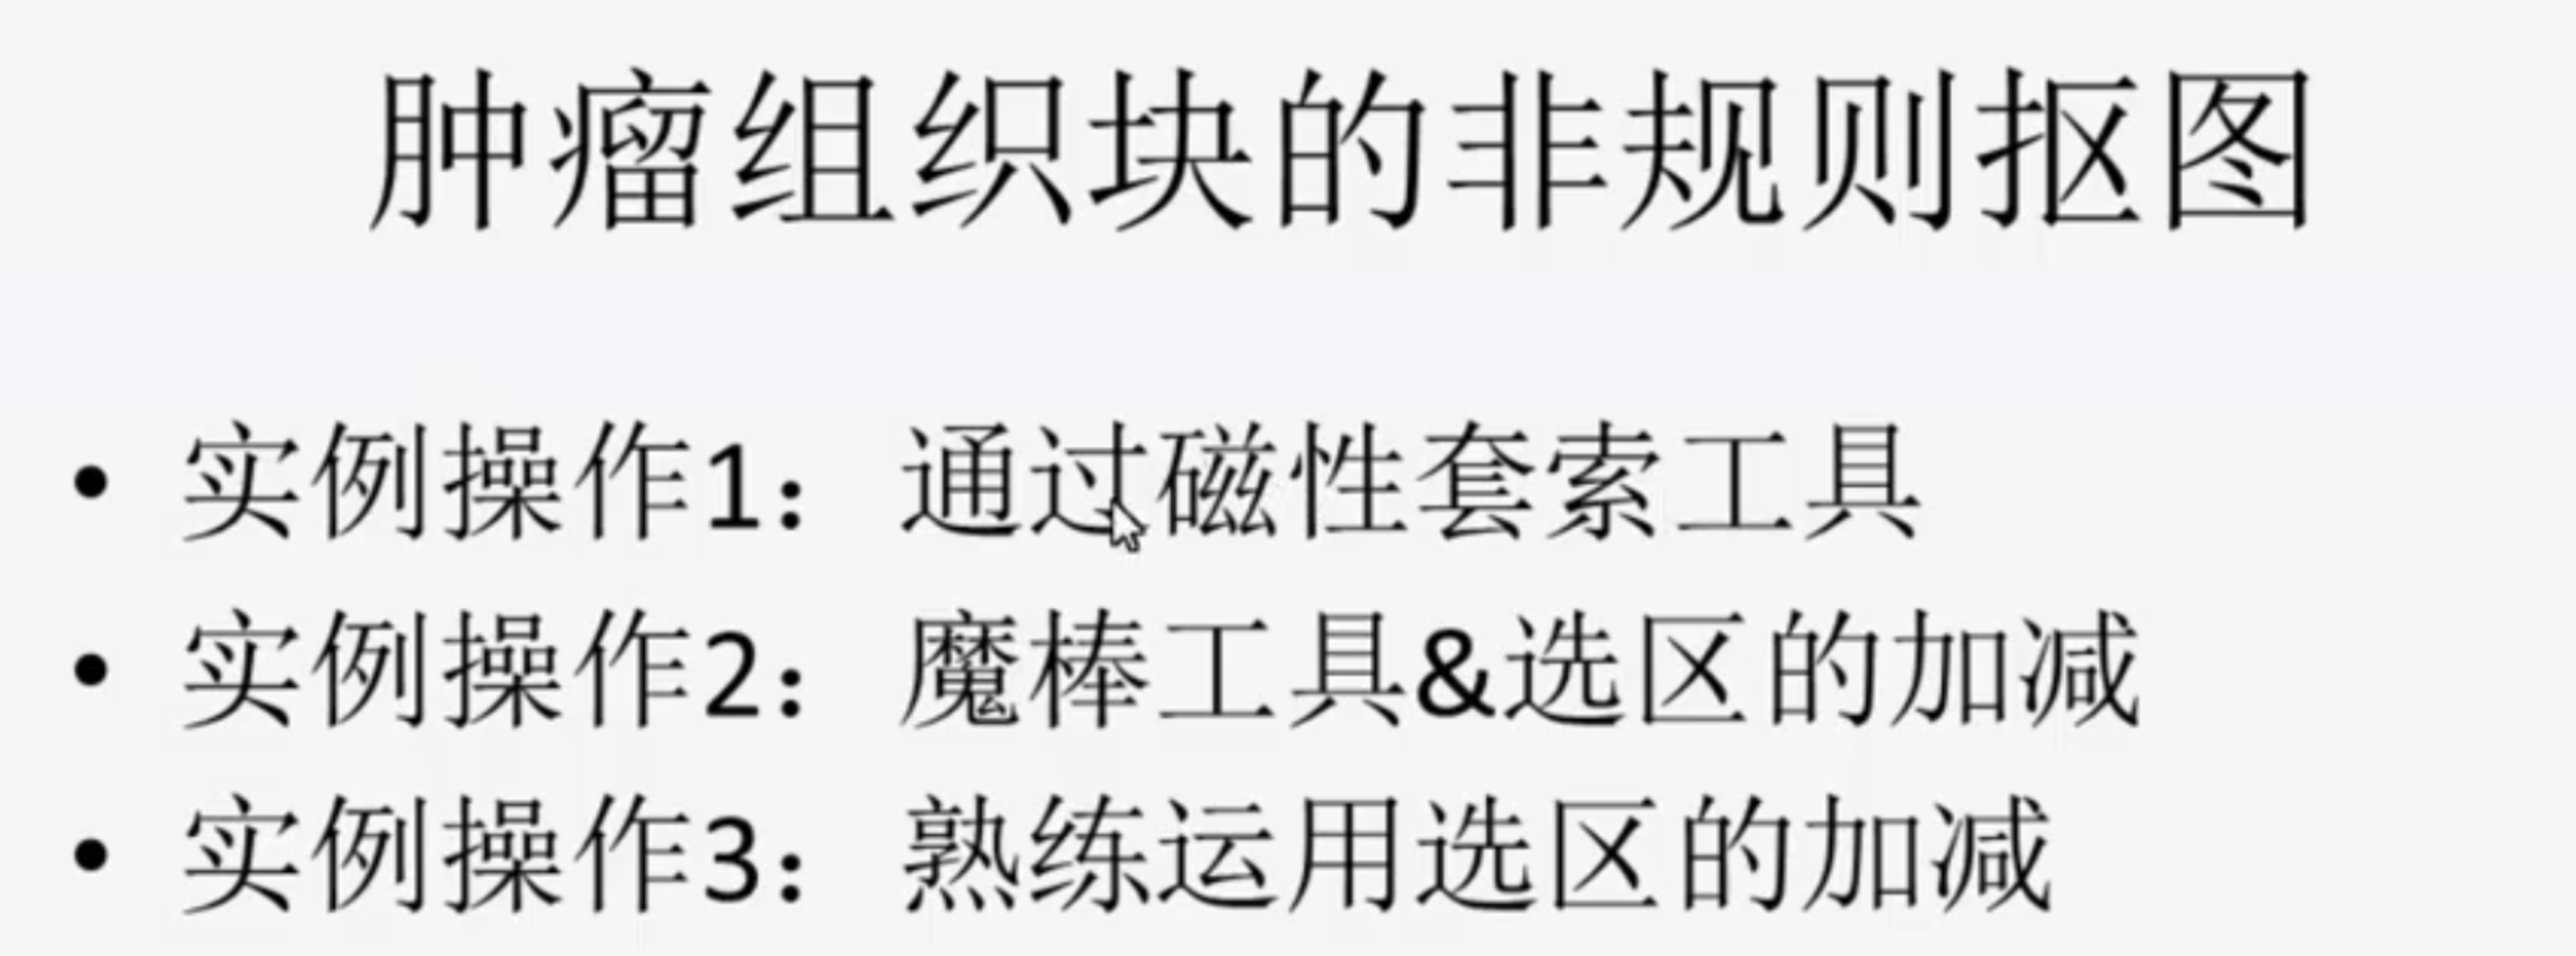 肿瘤组织块的非规则抠图
• 实例操作1：通过磁性套索工具
• 实例操作2：魔棒工具&选区的加减
• 实例操作3：熟练运用选区的加减